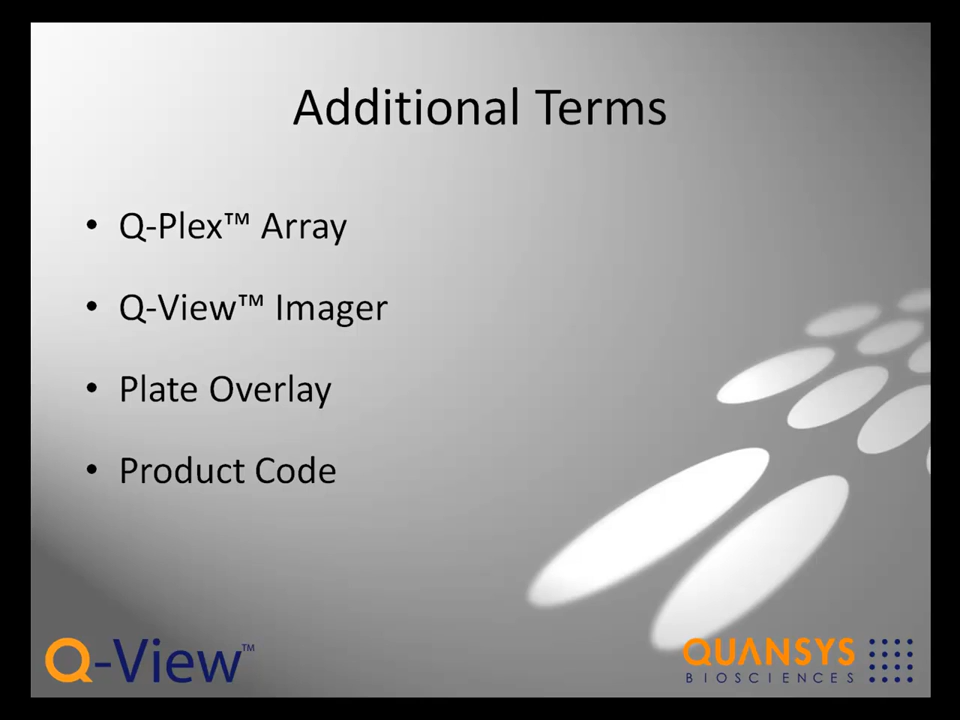 Additional Terms
• Q-Plex™ Array
• Q-View™ Imager
• Plate Overlay
• Product Code
Q-View™
QUANSYS
BIOSCIENCES